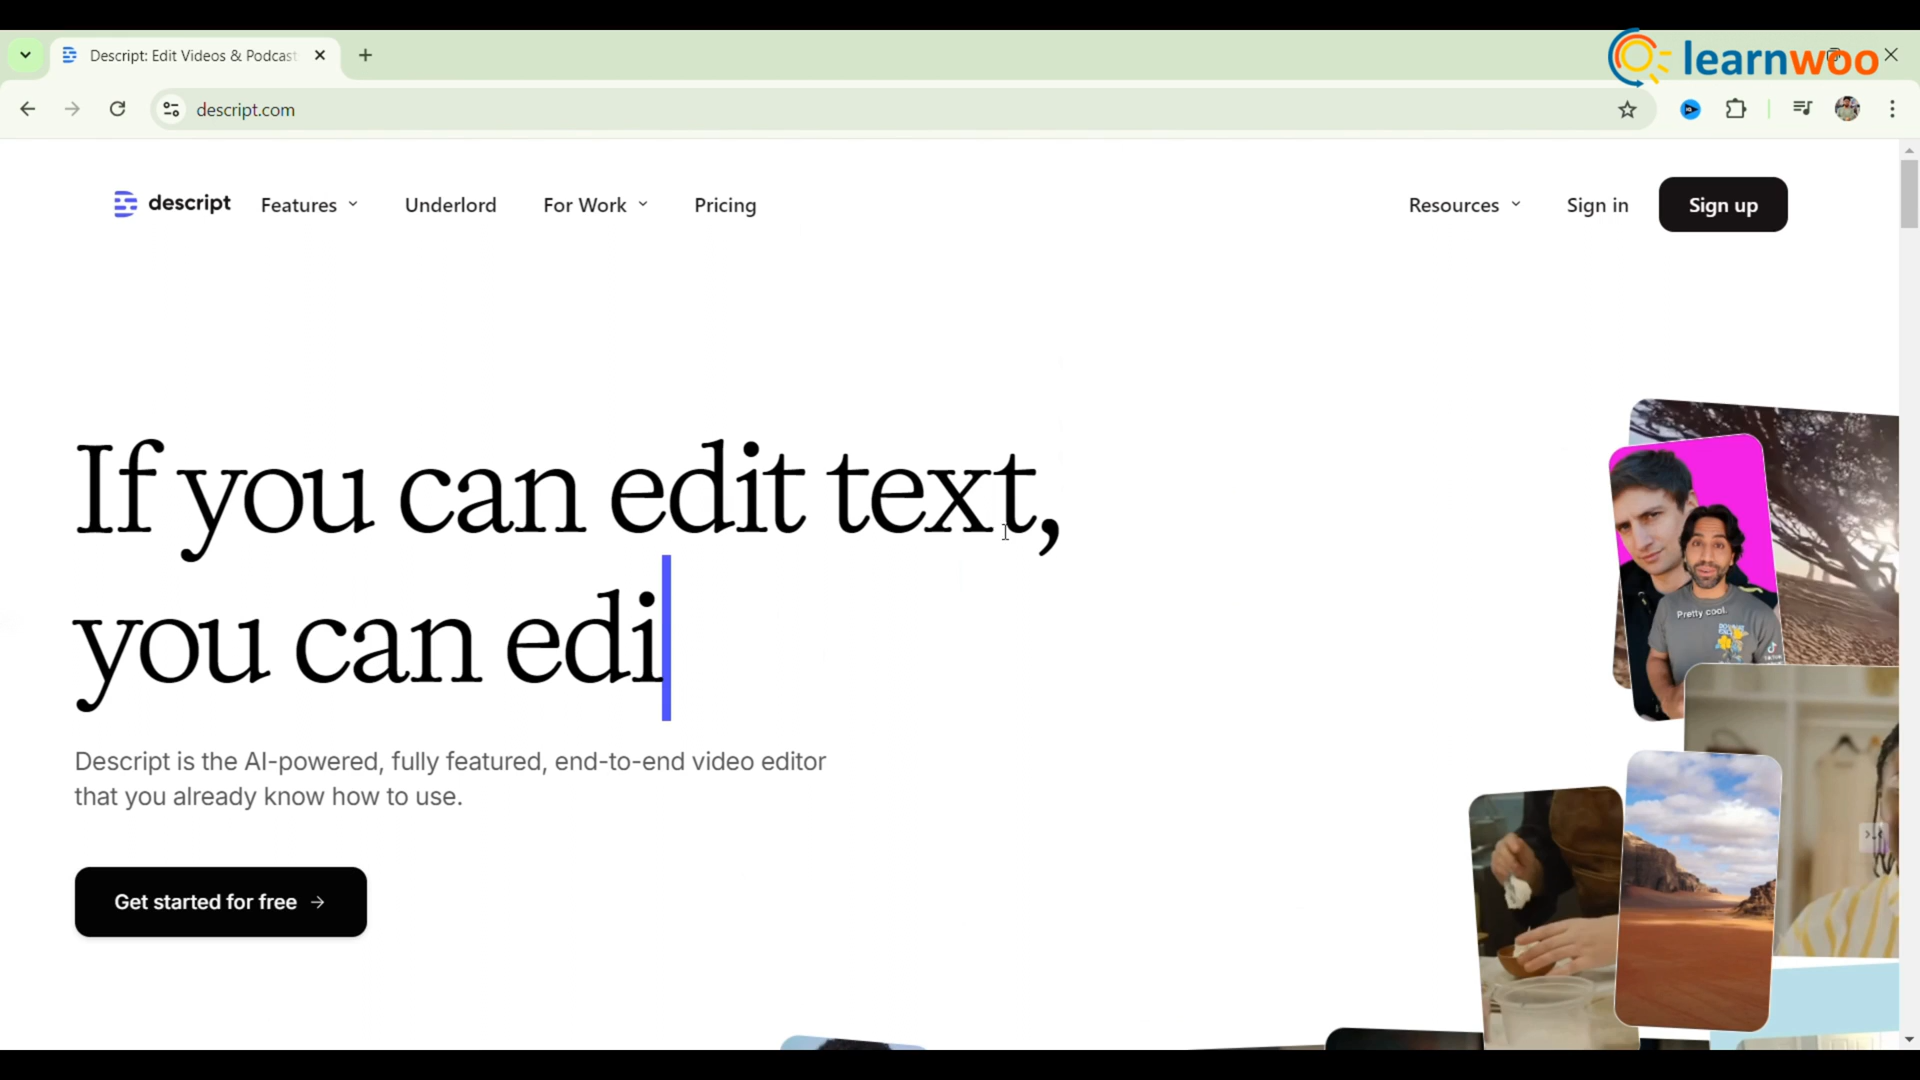 Descript: Edit Videos & Podcast
learnwoo
descript.com
descript
Features
Underlord
For Work
Pricing
Resources
Sign in
Sign up
If you can edit text,
you can edi
Descript is the AI-powered, fully featured, end-to-end video editor
that you already know how to use.
Get started for free →
Pretty cool.